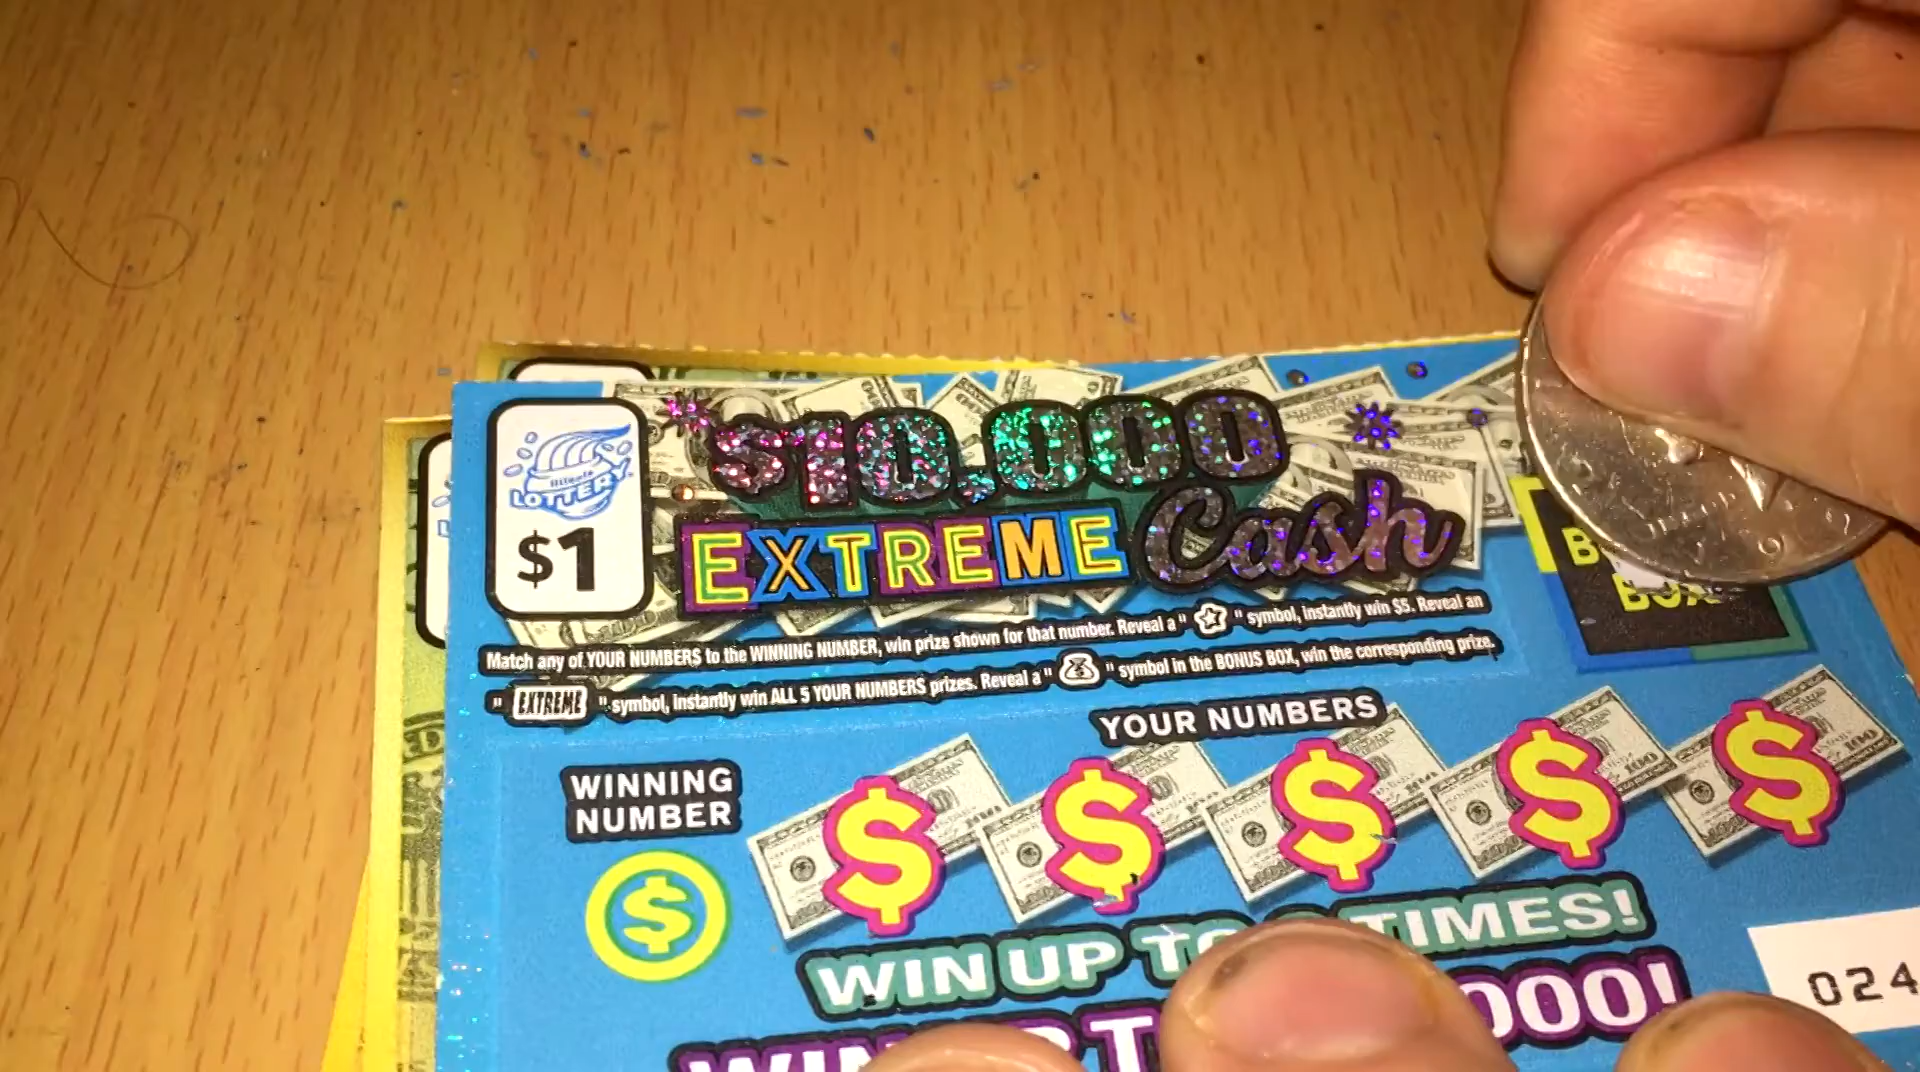 Illinois
LOTTERY
$1
$10,000
EXTREME Cash
Match any of YOUR NUMBERS to the WINNING NUMBER, win prize shown for that number. Reveal a " " symbol, instantly win $5. Reveal an
" EXTREME " symbol, instantly win ALL 5 YOUR NUMBERS prizes. Reveal a " " symbol in the BONUS BOX, win the corresponding prize.
BOX
YOUR NUMBERS
WINNING
NUMBER
$ $ $ $ $ $
WIN UP TO TIMES!
WIN
000!
024